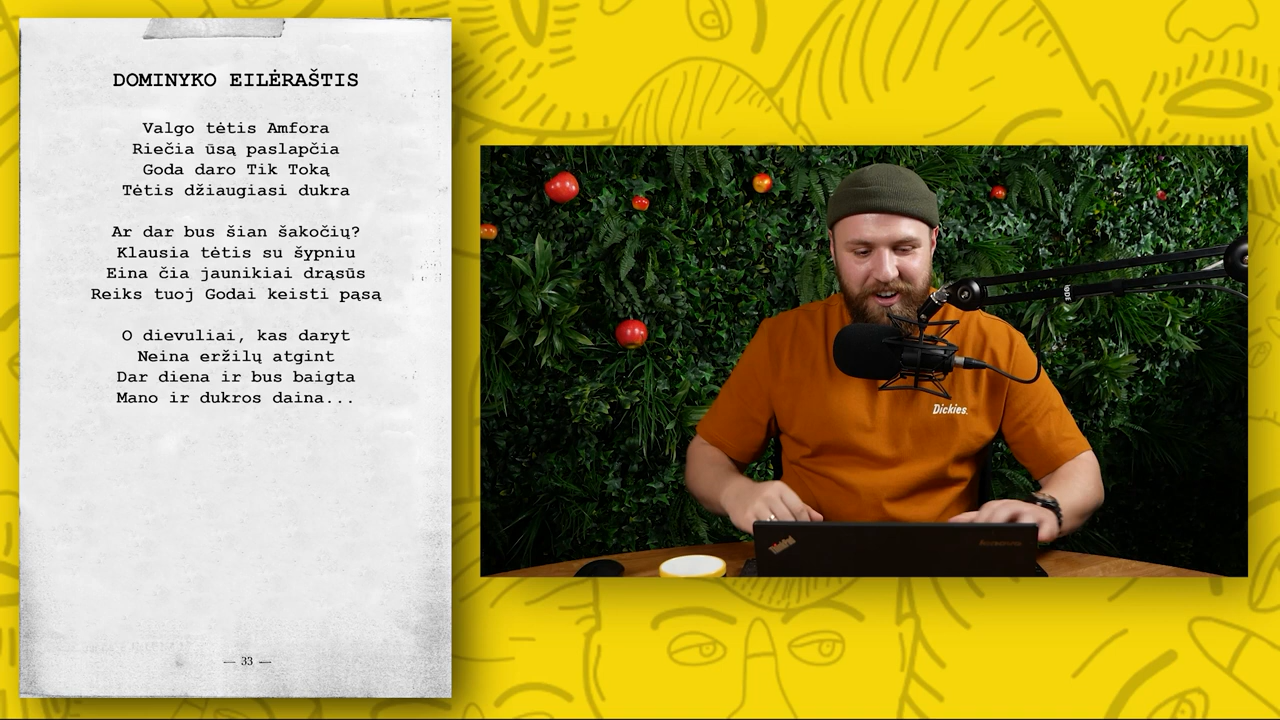 DOMINYKO EILĖRAŠTIS
Valgo tėtis Amfora
Riečia ūsą paslapčia
Goda daro Tik Toką
Tėtis džiaugiasi dukra
Ar dar bus šian šakočių?
Klausia tėtis su šypniu
Eina čia jaunikiai drąsūs
Reiks tuoj Godai keisti pąsą
O dievuliai, kas daryt
Neina eržilų atgint
Dar diena ir bus baigta
Mano ir dukros daina...
— 33 —
RØDE
Dickies.
ThinkPad